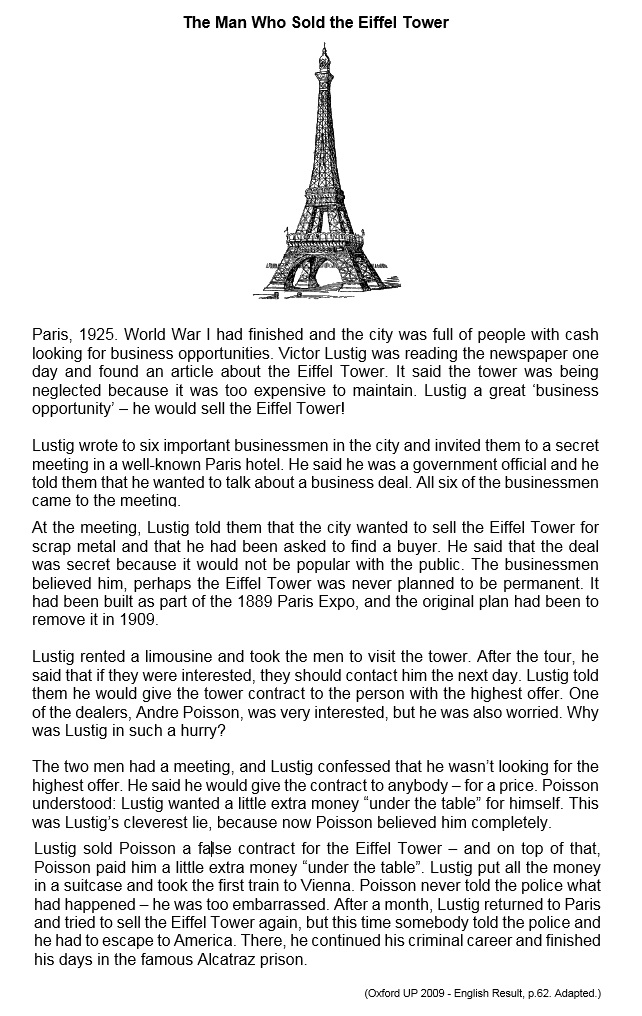 The Man Who Sold the Eiffel Tower
Paris, 1925. World War I had finished and the city was full of people with cash
looking for business opportunities. Victor Lustig was reading the newspaper one
day and found an article about the Eiffel Tower. It said the tower was being
neglected because it was too expensive to maintain. Lustig a great ‘business
opportunity’ – he would sell the Eiffel Tower!
Lustig wrote to six important businessmen in the city and invited them to a secret
meeting in a well-known Paris hotel. He said he was a government official and he
told them that he wanted to talk about a business deal. All six of the businessmen
came to the meeting.
At the meeting, Lustig told them that the city wanted to sell the Eiffel Tower for
scrap metal and that he had been asked to find a buyer. He said that the deal
was secret because it would not be popular with the public. The businessmen
believed him, perhaps the Eiffel Tower was never planned to be permanent. It
had been built as part of the 1889 Paris Expo, and the original plan had been to
remove it in 1909.
Lustig rented a limousine and took the men to visit the tower. After the tour, he
said that if they were interested, they should contact him the next day. Lustig told
them he would give the tower contract to the person with the highest offer. One
of the dealers, Andre Poisson, was very interested, but he was also worried. Why
was Lustig in such a hurry?
The two men had a meeting, and Lustig confessed that he wasn’t looking for the
highest offer. He said he would give the contract to anybody – for a price. Poisson
understood: Lustig wanted a little extra money “under the table” for himself. This
was Lustig’s cleverest lie, because now Poisson believed him completely.
Lustig sold Poisson a false contract for the Eiffel Tower – and on top of that,
Poisson paid him a little extra money “under the table”. Lustig put all the money
in a suitcase and took the first train to Vienna. Poisson never told the police what
had happened – he was too embarrassed. After a month, Lustig returned to Paris
and tried to sell the Eiffel Tower again, but this time somebody told the police and
he had to escape to America. There, he continued his criminal career and finished
his days in the famous Alcatraz prison.
(Oxford UP 2009 - English Result, p.62. Adapted.)